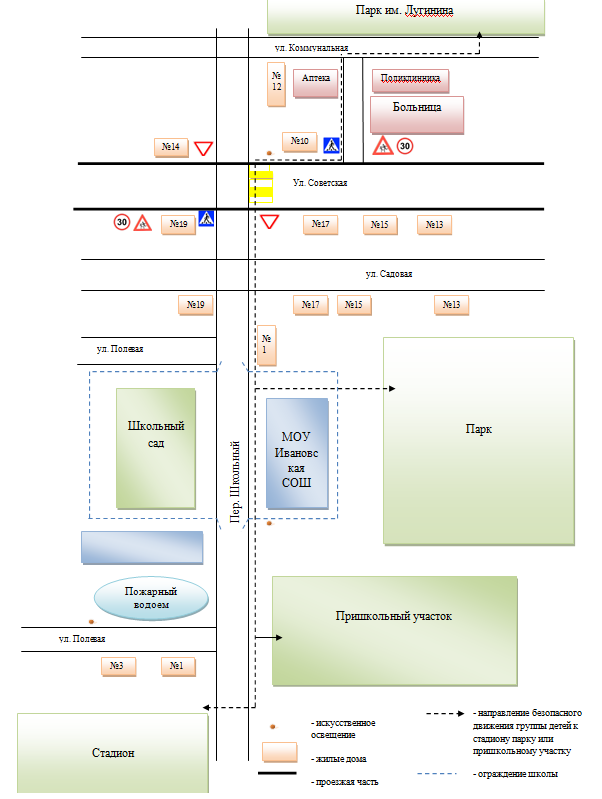 Парк им. Лугинина
ул. Коммунальная
№
12
Аптека
Поликлинника
Больница
№14
№10
30
Ул. Советская
30
№19
№17
№15
№13
ул. Садовая
№19
№17
№15
№13
№
1
ул. Полевая
Школьный
сад
Пер. Школьный
МОУ
Ивановс
кая
СОШ
Парк
Пожарный
водоем
Пришкольный участок
ул. Полевая
№3
№1
Стадион
- искусственное
освещение
- жилые дома
- проезжая часть
- направление безопасного
движения группы детей к
стадиону парку или
пришкольному участку
- ограждение школы